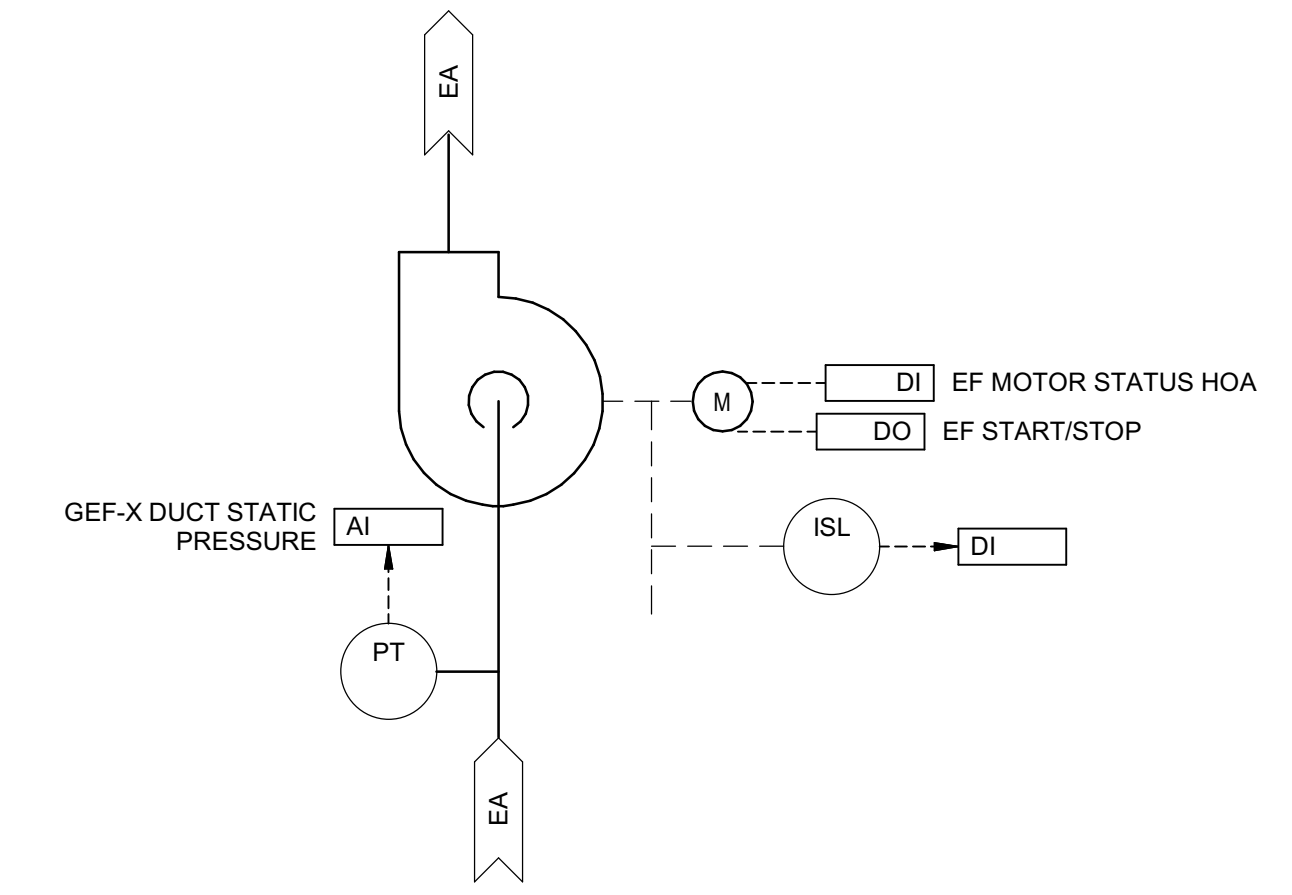 EA
DI EF MOTOR STATUS HOA
M
DO EF START/STOP
GEF-X DUCT STATIC
PRESSURE
AI
ISL
DI
PT
EA